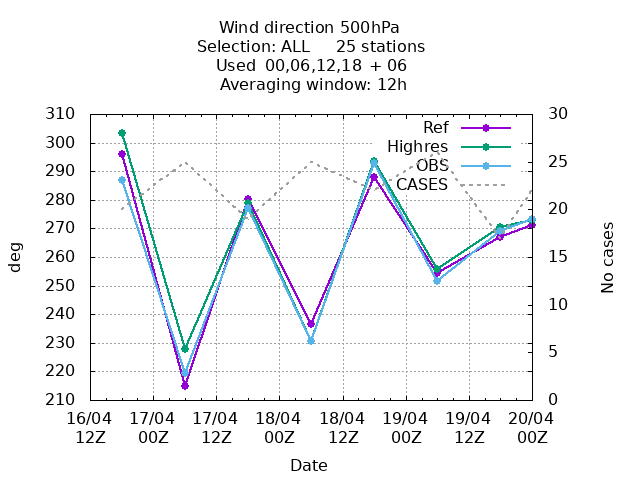 Wind direction 500hPa
Selection: ALL 25 stations
Used 00,06,12,18 + 06
Averaging window: 12h
310
300
290
280
270
260
250
240
230
220
210
deg
30
25
20
15
10
5
0
No cases
Ref
Highres
OBS
CASES
16/04 17/04 17/04 18/04 18/04 19/04 19/04 20/04
12Z 00Z 12Z 00Z 12Z 00Z 12Z 00Z
Date